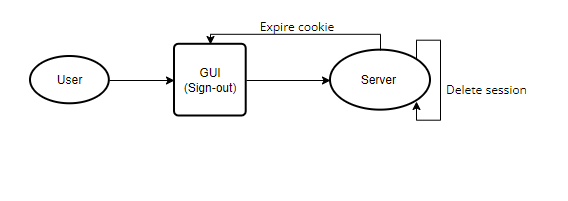 Expire cookie
User
GUI
(Sign-out)
Server
Delete session